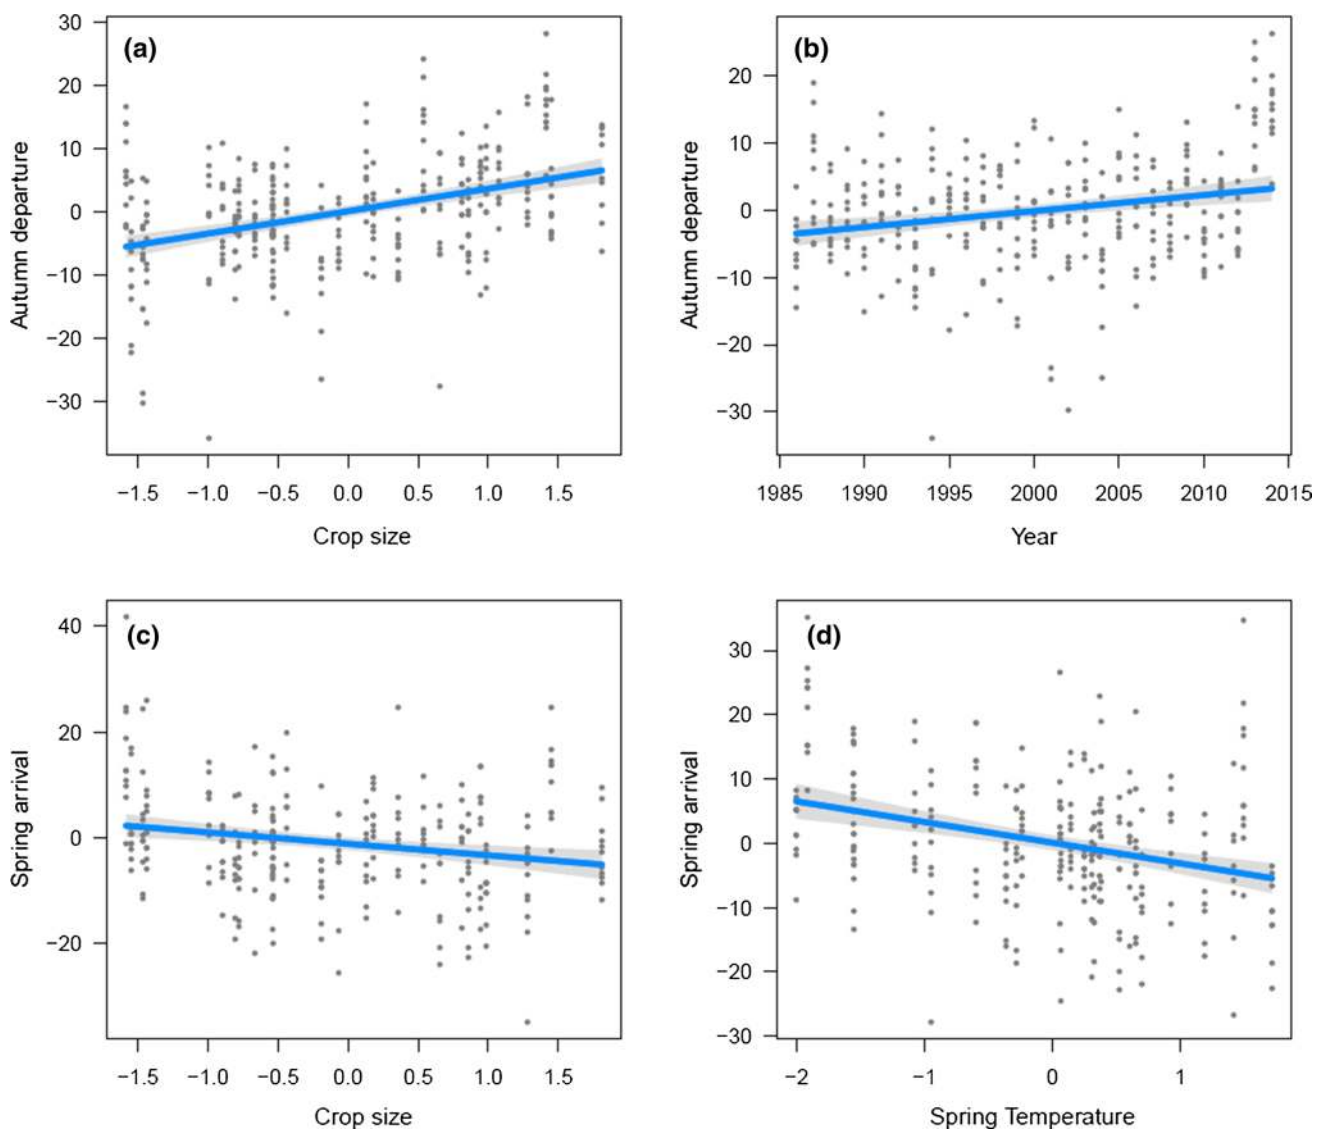 (a)
30
20
10
0
−10
−20
−30
Autumn departure
−1.5 −1.0 −0.5 0.0 0.5 1.0 1.5
Crop size
(b)
20
10
0
−10
−20
−30
Autumn departure
1985 1990 1995 2000 2005 2010 2015
Year
(c)
40
20
0
−20
Spring arrival
−1.5 −1.0 −0.5 0.0 0.5 1.0 1.5
Crop size
(d)
30
20
10
0
−10
−20
−30
Spring arrival
−2 −1 0 1
Spring Temperature